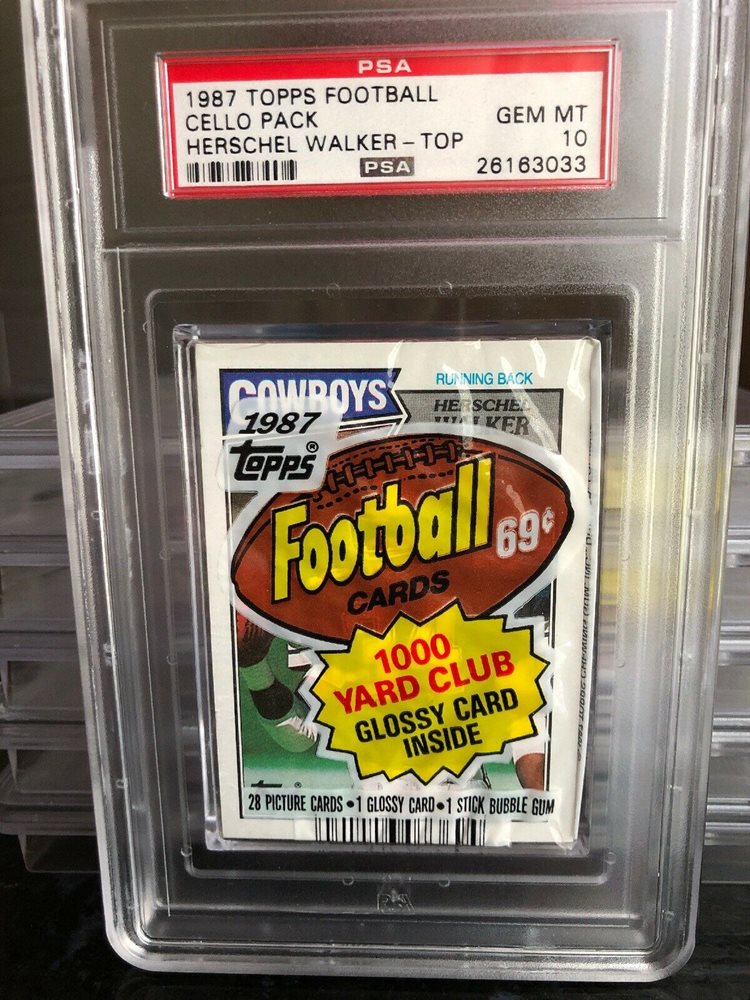 PSA
1987 TOPPS FOOTBALL
CELLO PACK
HERSCHEL WALKER - TOP
GEM MT
10
PSA
26163033
COWBOYS
RUNNING BACK
HERSCHEL
WALKER
1987
TOPPS®
Football
69¢
CARDS
1000
YARD CLUB
GLOSSY CARD
INSIDE
28 PICTURE CARDS • 1 GLOSSY CARD • 1 STICK BUBBLE GUM
PSA